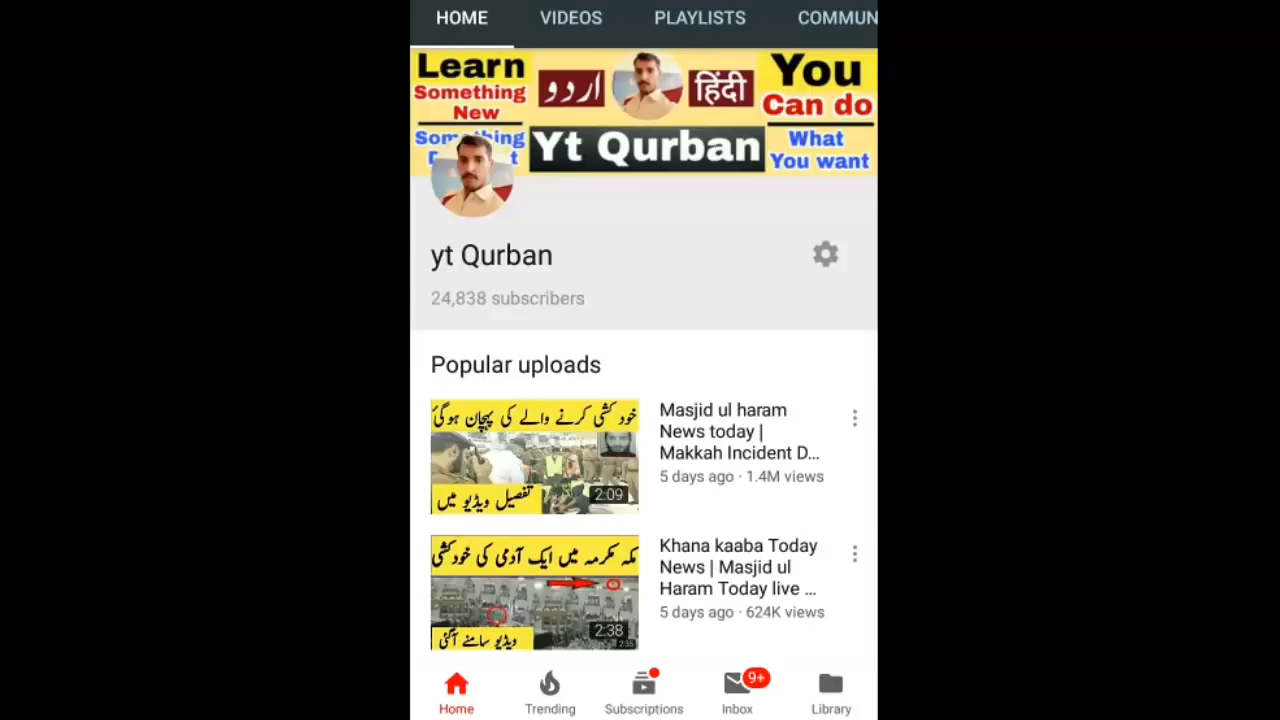 HOME VIDEOS PLAYLISTS COMMUN
Learn
Something
New
اردو
हिंदी
You
Can do
What
You want
Yt Qurban
yt Qurban
24,838 subscribers
Popular uploads
خودکشی کرنے والے کی پہچان ہوگئ
تفصیل ویڈیو میں
2:09
Masjid ul haram
News today |
Makkah Incident D...
5 days ago · 1.4M views
مکہ مکرمہ میں ایک آدمی کی خودکشی
ویڈیو سامنے آگئی
2:38
2:35
Khana kaaba Today
News | Masjid ul
Haram Today live ...
5 days ago · 624K views
9+
Home Trending Subscriptions Inbox Library